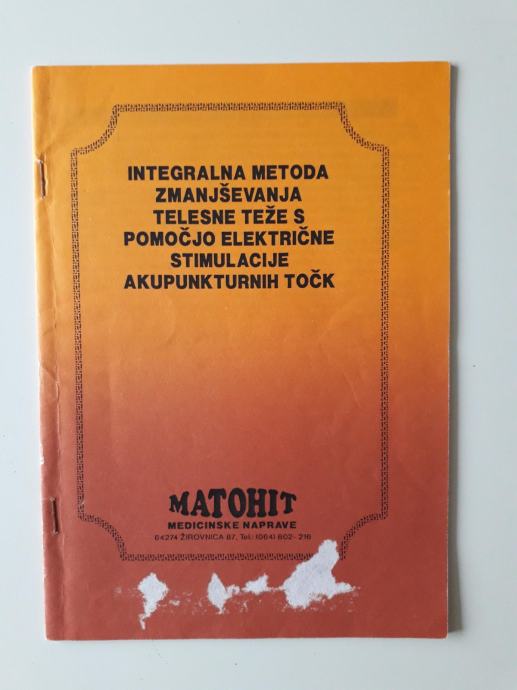 INTEGRALNA METODA
ZMANJŠEVANJA
TELESNE TEŽE S
POMOČJO ELEKTRIČNE
STIMULACIJE
AKUPUNKTURNIH TOČK
MATOHIT
MEDICINSKE NAPRAVE
64274 ŽIROVNICA 87, Tel.: (064) 802-216